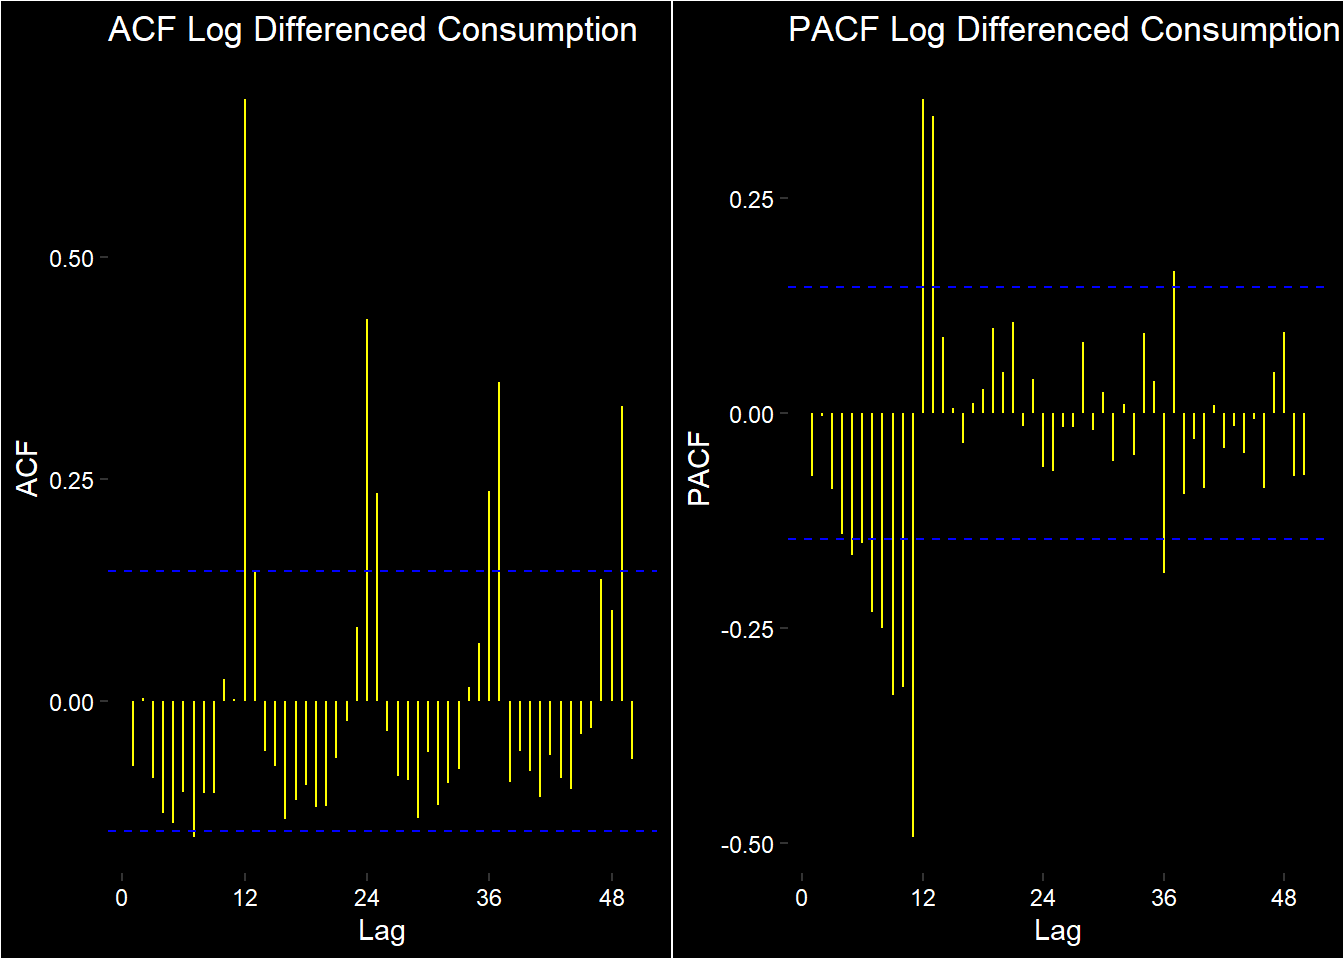 ACF Log Differenced Consumption
ACF
0.50
0.25
0.00
0
12
24
36
48
Lag
PACF Log Differenced Consumption
PACF
0.25
0.00
-0.25
-0.50
0
12
24
36
48
Lag